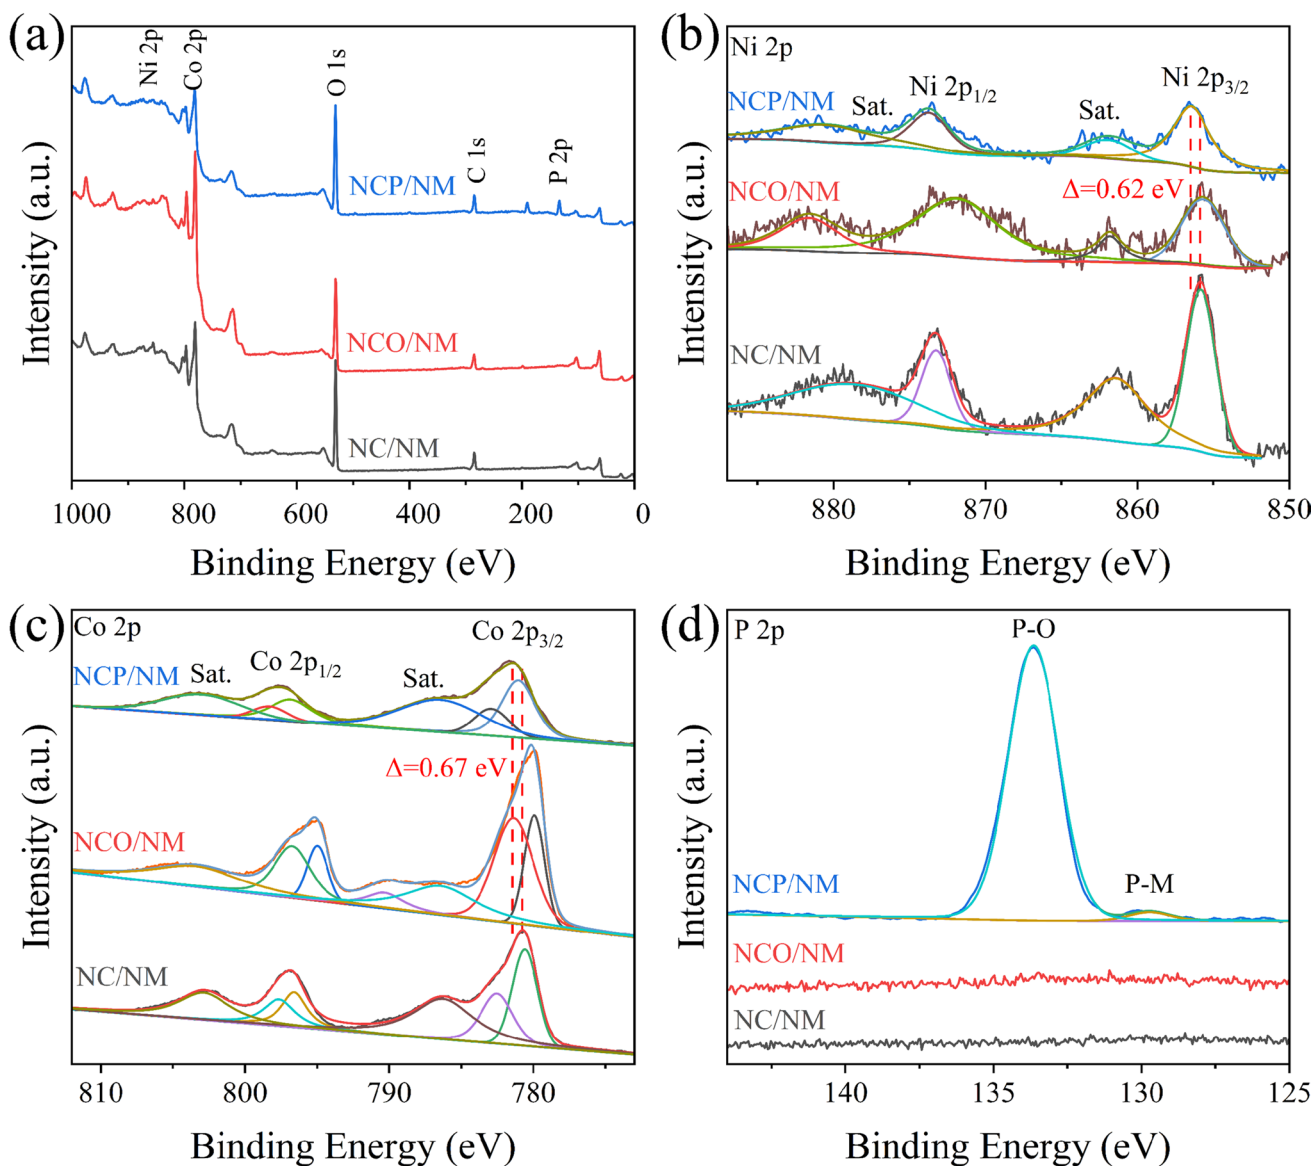 (a)
Ni 2p
Co 2p
O 1s
C 1s
P 2p
NCP/NM
NCO/NM
NC/NM
Intensity (a.u.)
1000 800 600 400 200 0
Binding Energy (eV)
(b)
Ni 2p
NCP/NM
Sat.
Ni 2p1/2
Sat.
Ni 2p3/2
NCO/NM
Δ=0.62 eV
NC/NM
Intensity (a.u.)
880 870 860 850
Binding Energy (eV)
(c)
Co 2p
NCP/NM
Sat.
Co 2p1/2
Sat.
Co 2p3/2
Δ=0.67 eV
NCO/NM
NC/NM
Intensity (a.u.)
810 800 790 780
Binding Energy (eV)
(d)
P 2p
P-O
NCP/NM
P-M
NCO/NM
NC/NM
Intensity (a.u.)
140 135 130 125
Binding Energy (eV)